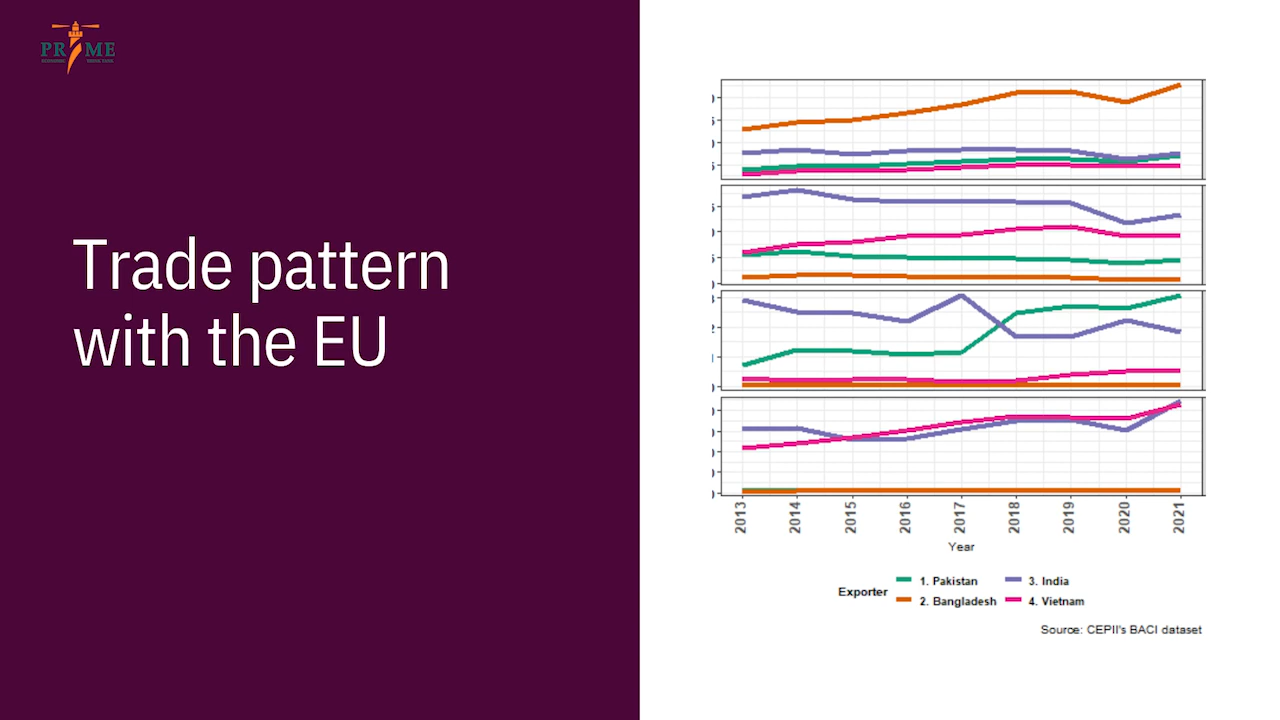 PRIME
Trade pattern
with the EU
2013
2014
2015
2016
2017
2018
2019
2020
2021
Year
Exporter
1. Pakistan
3. India
2. Bangladesh
4. Vietnam
Source: CEPII's BACI dataset